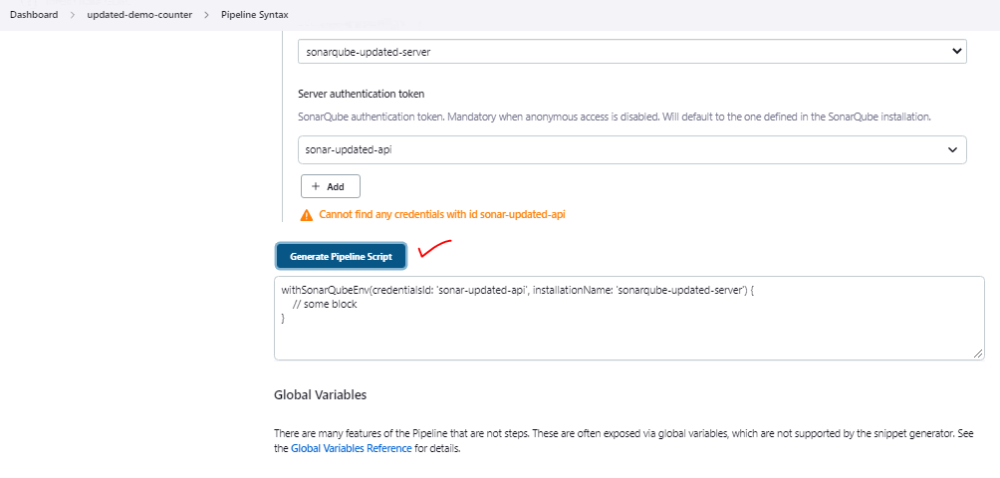 Dashboard > updated-demo-counter > Pipeline Syntax
sonarqube-updated-server
Server authentication token
SonarQube authentication token. Mandatory when anonymous access is disabled. Will default to the one defined in the SonarQube installation.
sonar-updated-api
+ Add
Cannot find any credentials with id sonar-updated-api
Generate Pipeline Script
withSonarQubeEnv(credentialsId: 'sonar-updated-api', installationName: 'sonarqube-updated-server') {
// some block
}
Global Variables
There are many features of the Pipeline that are not steps. These are often exposed via global variables, which are not supported by the snippet generator. See
the Global Variables Reference for details.